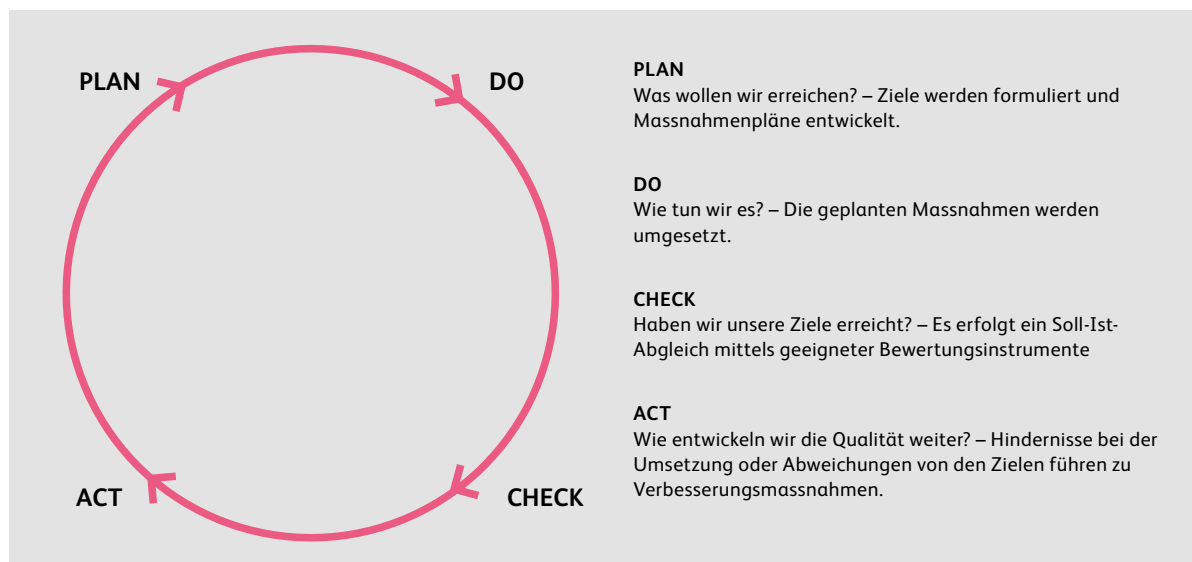 PLAN
DO
ACT
CHECK
PLAN
Was wollen wir erreichen? – Ziele werden formuliert und
Massnahmenpläne entwickelt.
DO
Wie tun wir es? – Die geplanten Massnahmen werden
umgesetzt.
CHECK
Haben wir unsere Ziele erreicht? – Es erfolgt ein Soll-Ist-
Abgleich mittels geeigneter Bewertungsinstrumente
ACT
Wie entwickeln wir die Qualität weiter? – Hindernisse bei der
Umsetzung oder Abweichungen von den Zielen führen zu
Verbesserungsmassnahmen.